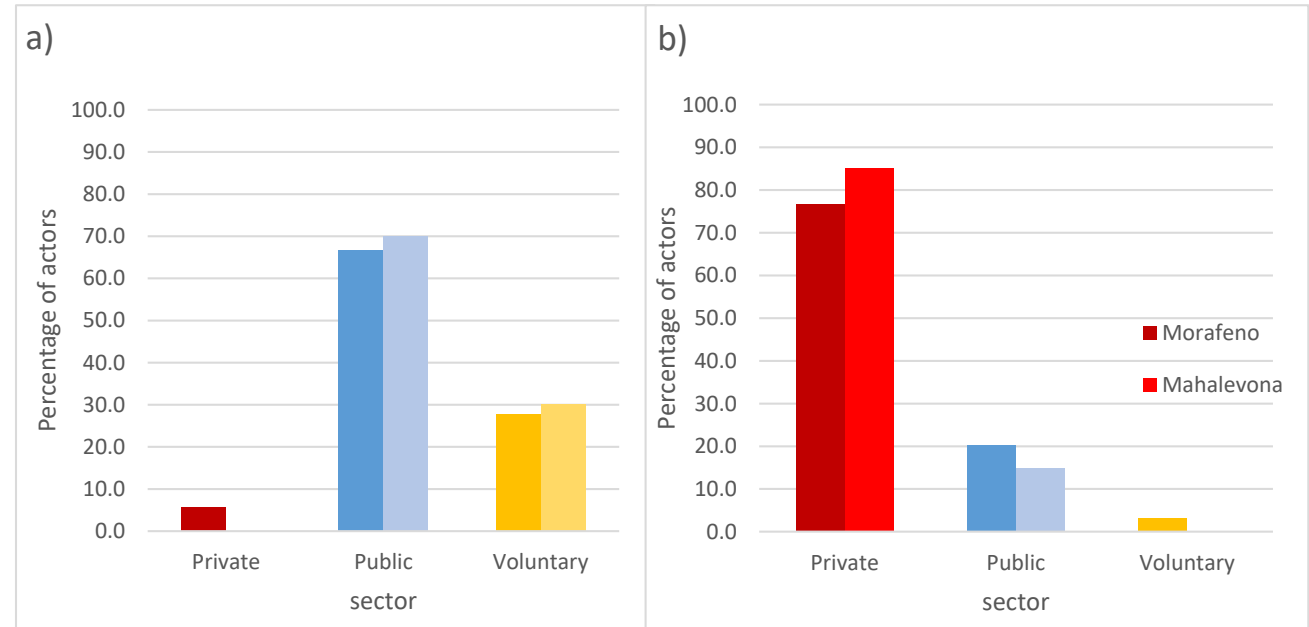 a)
Percentage of actors
100.0
90.0
80.0
70.0
60.0
50.0
40.0
30.0
20.0
10.0
0.0
Private Public Voluntary
sector
b)
Percentage of actors
100.0
90.0
80.0
70.0
60.0
50.0
40.0
30.0
20.0
10.0
0.0
Private Public Voluntary
sector
Morafeno
Mahalevona